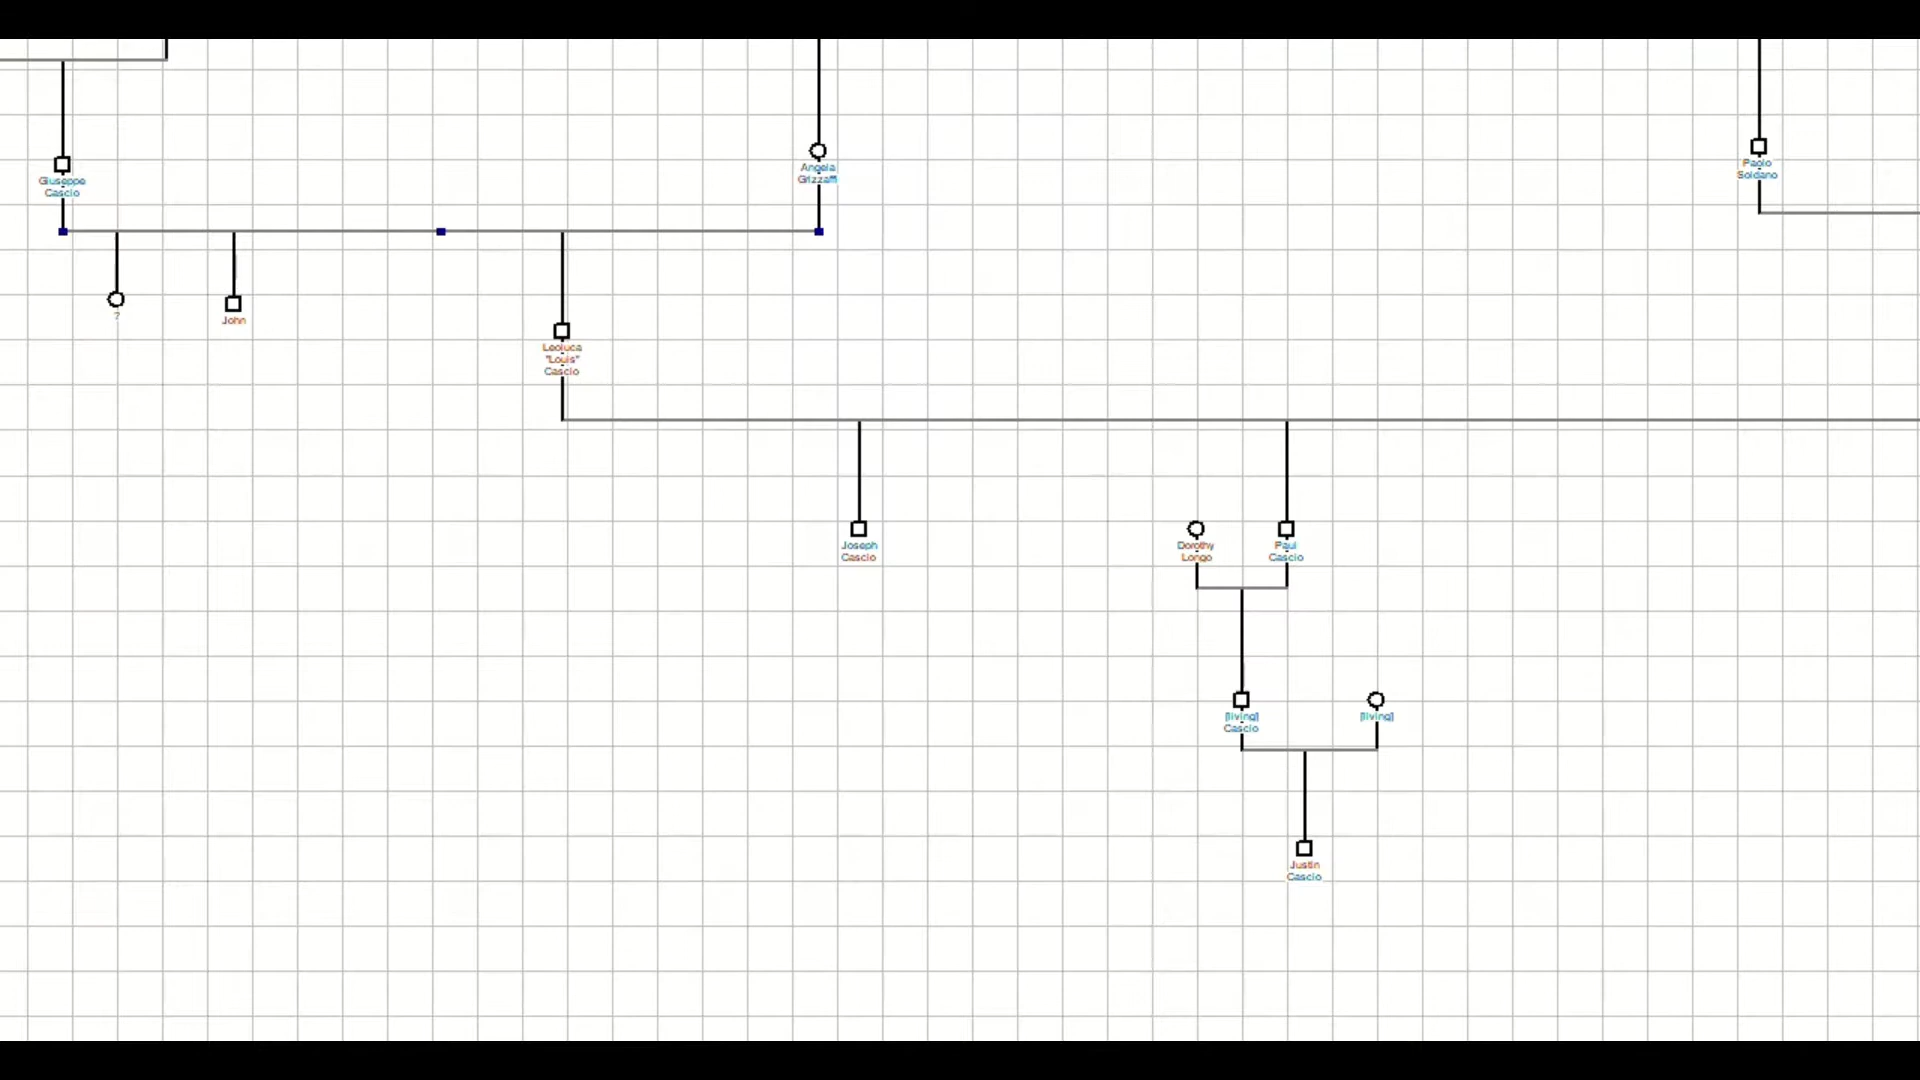 Giuseppe
Cascio
Angela
Grizzaffi
Paolo
Soldano
?
John
Leoluca
"Louis"
Cascio
Joseph
Cascio
Dorothy
Longo
Paul
Cascio
[living]
Cascio
[living]
Justin
Cascio